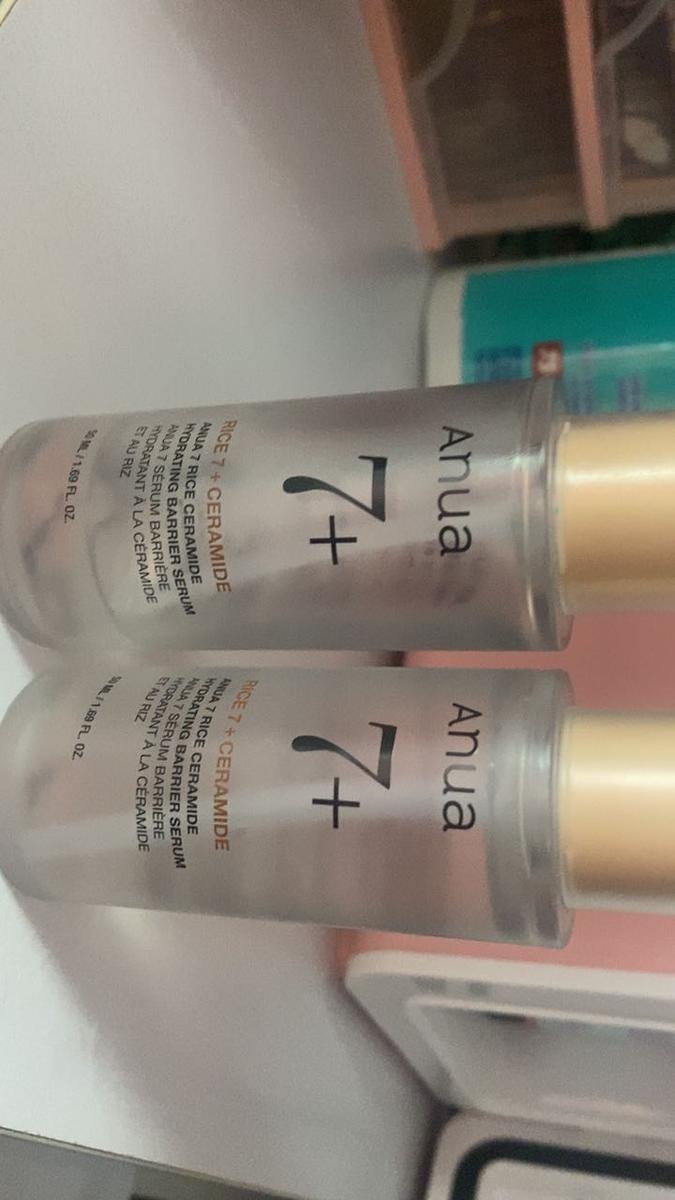 Anua
7+
RICE 7 + CERAMIDE
ANUA 7 RICE CERAMIDE
HYDRATING BARRIER SERUM
ANUA 7 SÉRUM BARRIÈRE
HYDRATANT À LA CÉRAMIDE
ET AU RIZ
50 ML / 1.69 FL. OZ.
Anua
7+
RICE 7 + CERAMIDE
ANUA 7 RICE CERAMIDE
HYDRATING BARRIER SERUM
ANUA 7 SÉRUM BARRIÈRE
HYDRATANT À LA CÉRAMIDE
ET AU RIZ
50 ML / 1.69 FL. OZ.